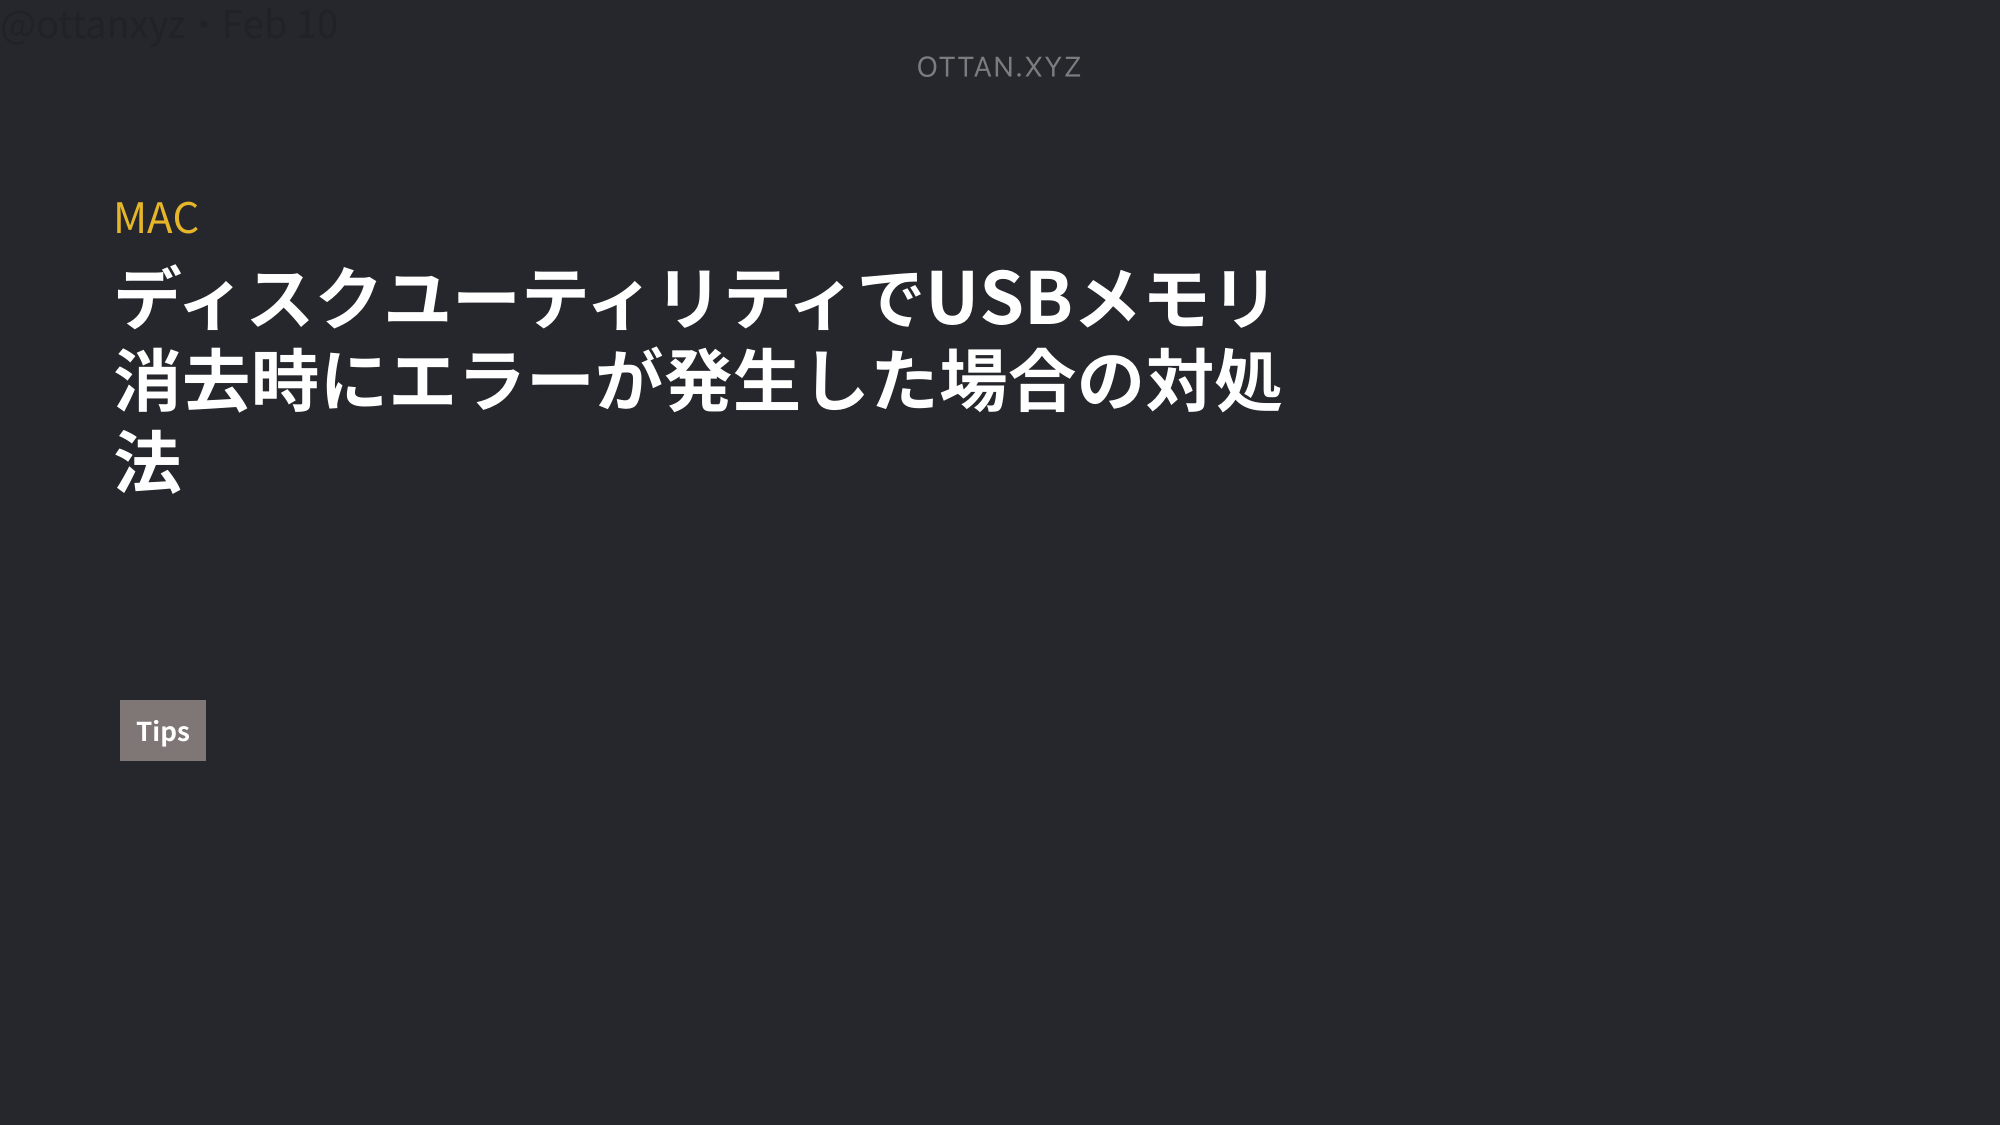 @ottanxyz・Feb 10
OTTAN.XYZ
MAC
ディスクユーティリティでUSBメモリ
消去時にエラーが発生した場合の対処
法
Tips